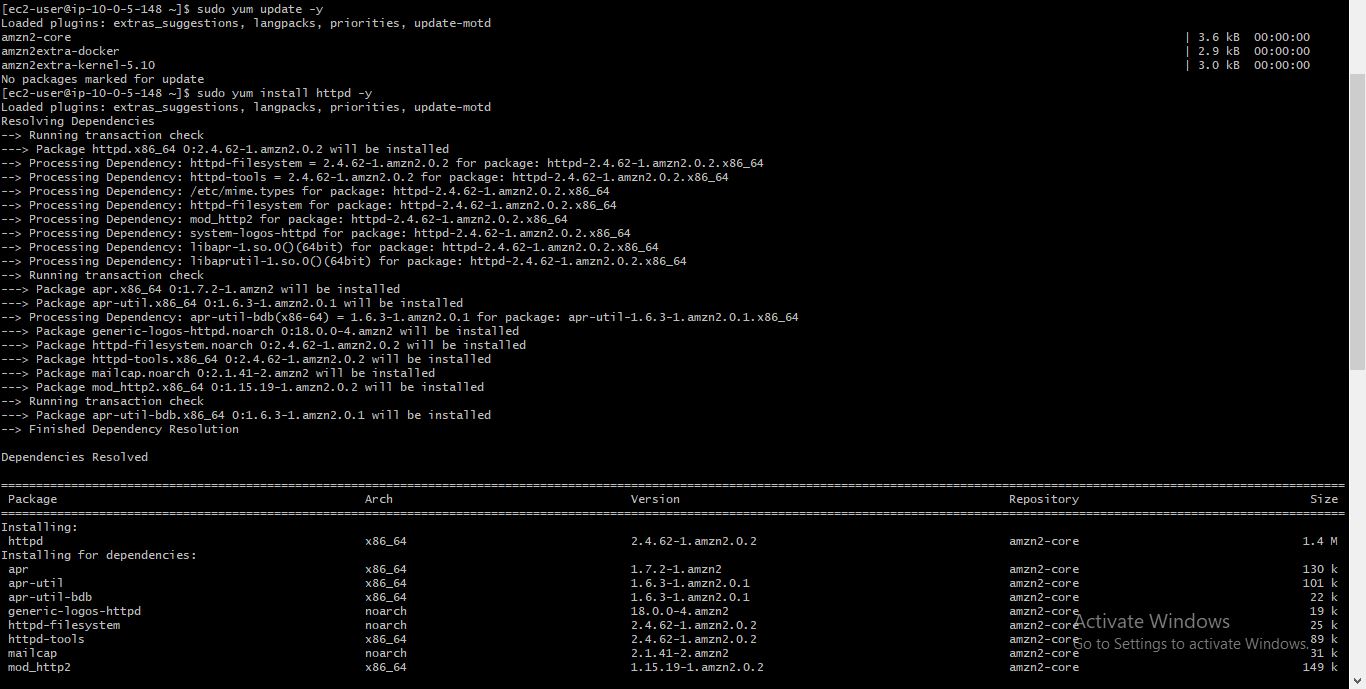 [ec2-user@ip-10-0-5-148 ~]$ sudo yum update -y
Loaded plugins: extras_suggestions, langpacks, priorities, update-motd
amzn2-core | 3.6 kB 00:00:00
amzn2extra-docker | 2.9 kB 00:00:00
amzn2extra-kernel-5.10 | 3.0 kB 00:00:00
No packages marked for update
[ec2-user@ip-10-0-5-148 ~]$ sudo yum install httpd -y
Loaded plugins: extras_suggestions, langpacks, priorities, update-motd
Resolving Dependencies
--> Running transaction check
---> Package httpd.x86_64 0:2.4.62-1.amzn2.0.2 will be installed
--> Processing Dependency: httpd-filesystem = 2.4.62-1.amzn2.0.2 for package: httpd-2.4.62-1.amzn2.0.2.x86_64
--> Processing Dependency: httpd-tools = 2.4.62-1.amzn2.0.2 for package: httpd-2.4.62-1.amzn2.0.2.x86_64
--> Processing Dependency: /etc/mime.types for package: httpd-2.4.62-1.amzn2.0.2.x86_64
--> Processing Dependency: httpd-filesystem for package: httpd-2.4.62-1.amzn2.0.2.x86_64
--> Processing Dependency: mod_http2 for package: httpd-2.4.62-1.amzn2.0.2.x86_64
--> Processing Dependency: system-logos-httpd for package: httpd-2.4.62-1.amzn2.0.2.x86_64
--> Processing Dependency: libapr-1.so.0()(64bit) for package: httpd-2.4.62-1.amzn2.0.2.x86_64
--> Processing Dependency: libaprutil-1.so.0()(64bit) for package: httpd-2.4.62-1.amzn2.0.2.x86_64
--> Running transaction check
---> Package apr.x86_64 0:1.7.2-1.amzn2 will be installed
---> Package apr-util.x86_64 0:1.6.3-1.amzn2.0.1 will be installed
--> Processing Dependency: apr-util-bdb(x86-64) = 1.6.3-1.amzn2.0.1 for package: apr-util-1.6.3-1.amzn2.0.1.x86_64
---> Package generic-logos-httpd.noarch 0:18.0.0-4.amzn2 will be installed
---> Package httpd-filesystem.noarch 0:2.4.62-1.amzn2.0.2 will be installed
---> Package httpd-tools.x86_64 0:2.4.62-1.amzn2.0.2 will be installed
---> Package mailcap.noarch 0:2.1.41-2.amzn2 will be installed
---> Package mod_http2.x86_64 0:1.15.19-1.amzn2.0.2 will be installed
--> Running transaction check
---> Package apr-util-bdb.x86_64 0:1.6.3-1.amzn2.0.1 will be installed
--> Finished Dependency Resolution
Dependencies Resolved
Package Arch Version Repository Size
Installing:
httpd x86_64 2.4.62-1.amzn2.0.2 amzn2-core 1.4 M
Installing for dependencies:
apr x86_64 1.7.2-1.amzn2 amzn2-core 130 k
apr-util x86_64 1.6.3-1.amzn2.0.1 amzn2-core 101 k
apr-util-bdb x86_64 1.6.3-1.amzn2.0.1 amzn2-core 22 k
generic-logos-httpd noarch 18.0.0-4.amzn2 amzn2-core 19 k
httpd-filesystem noarch 2.4.62-1.amzn2.0.2 amzn2-core 25 k
httpd-tools x86_64 2.4.62-1.amzn2.0.2 amzn2-core 89 k
mailcap noarch 2.1.41-2.amzn2 amzn2-core 31 k
mod_http2 x86_64 1.15.19-1.amzn2.0.2 amzn2-core 149 k
Activate Windows
Go to Settings to activate Windows.